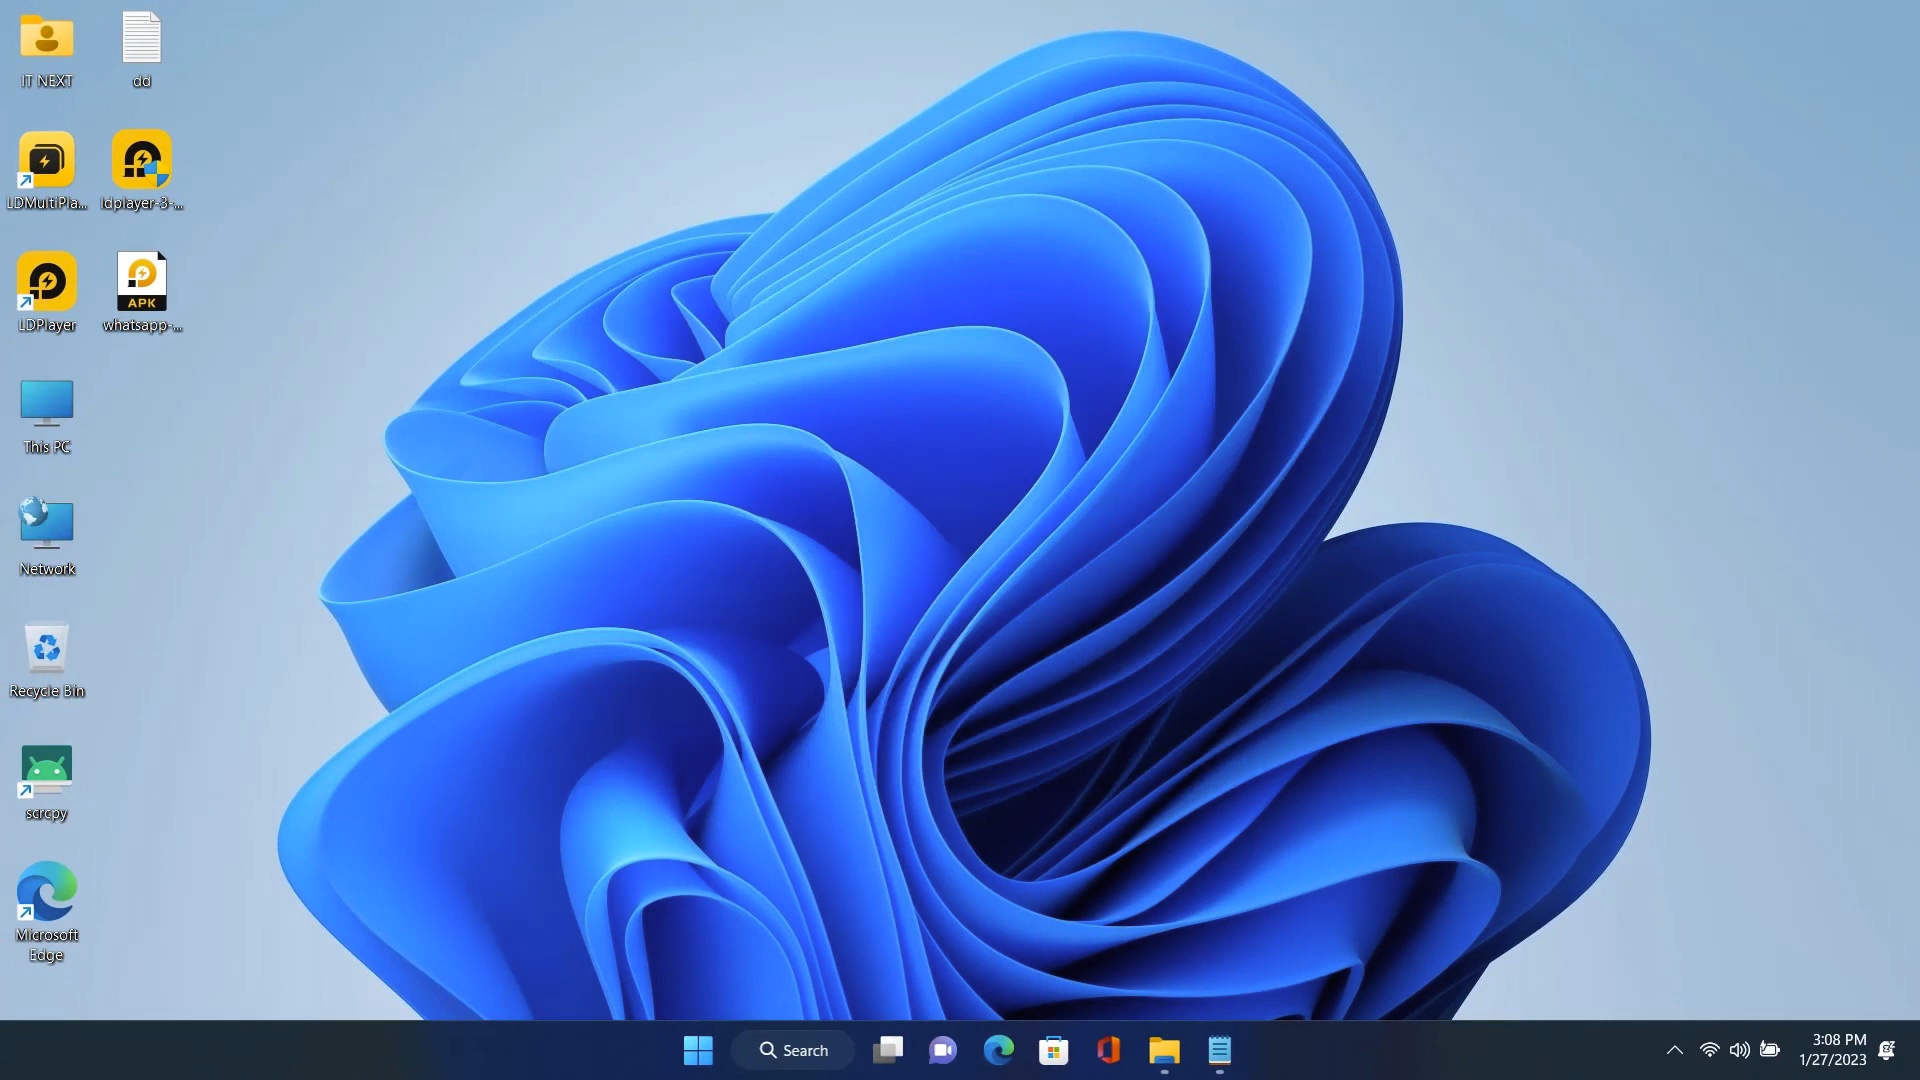 IT NEXT
dd
LDMultiPla...
ldplayer-3-...
LDPlayer
APK
whatsapp-...
This PC
Network
Recycle Bin
scrcpy
Microsoft
Edge
Search
3:08 PM
1/27/2023